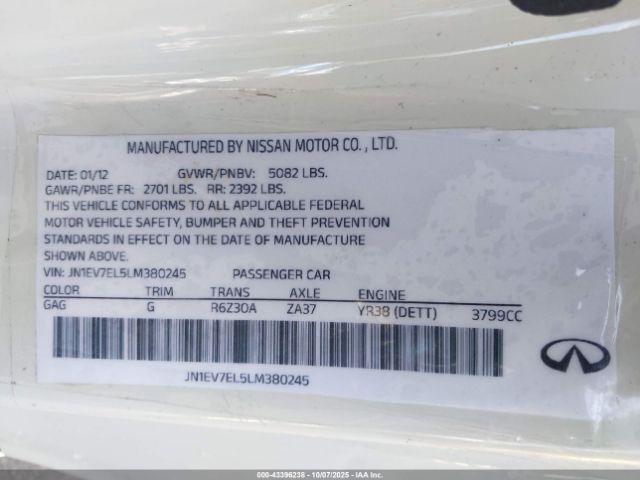 MANUFACTURED BY NISSAN MOTOR CO., LTD.
DATE: 01/12 GVWR/PNBV: 5082 LBS.
GAWR/PNBE FR: 2701 LBS. RR: 2392 LBS.
THIS VEHICLE CONFORMS TO ALL APPLICABLE FEDERAL
MOTOR VEHICLE SAFETY, BUMPER AND THEFT PREVENTION
STANDARDS IN EFFECT ON THE DATE OF MANUFACTURE
SHOWN ABOVE.
VIN: JN1EV7EL5LM380245 PASSENGER CAR
COLOR TRIM TRANS AXLE ENGINE
GAG G R6Z30A ZA37 YR38 (DETT) 3799CC
JN1EV7EL5LM380245
000-43396238 - 10/07/2025 - IAA, Inc.